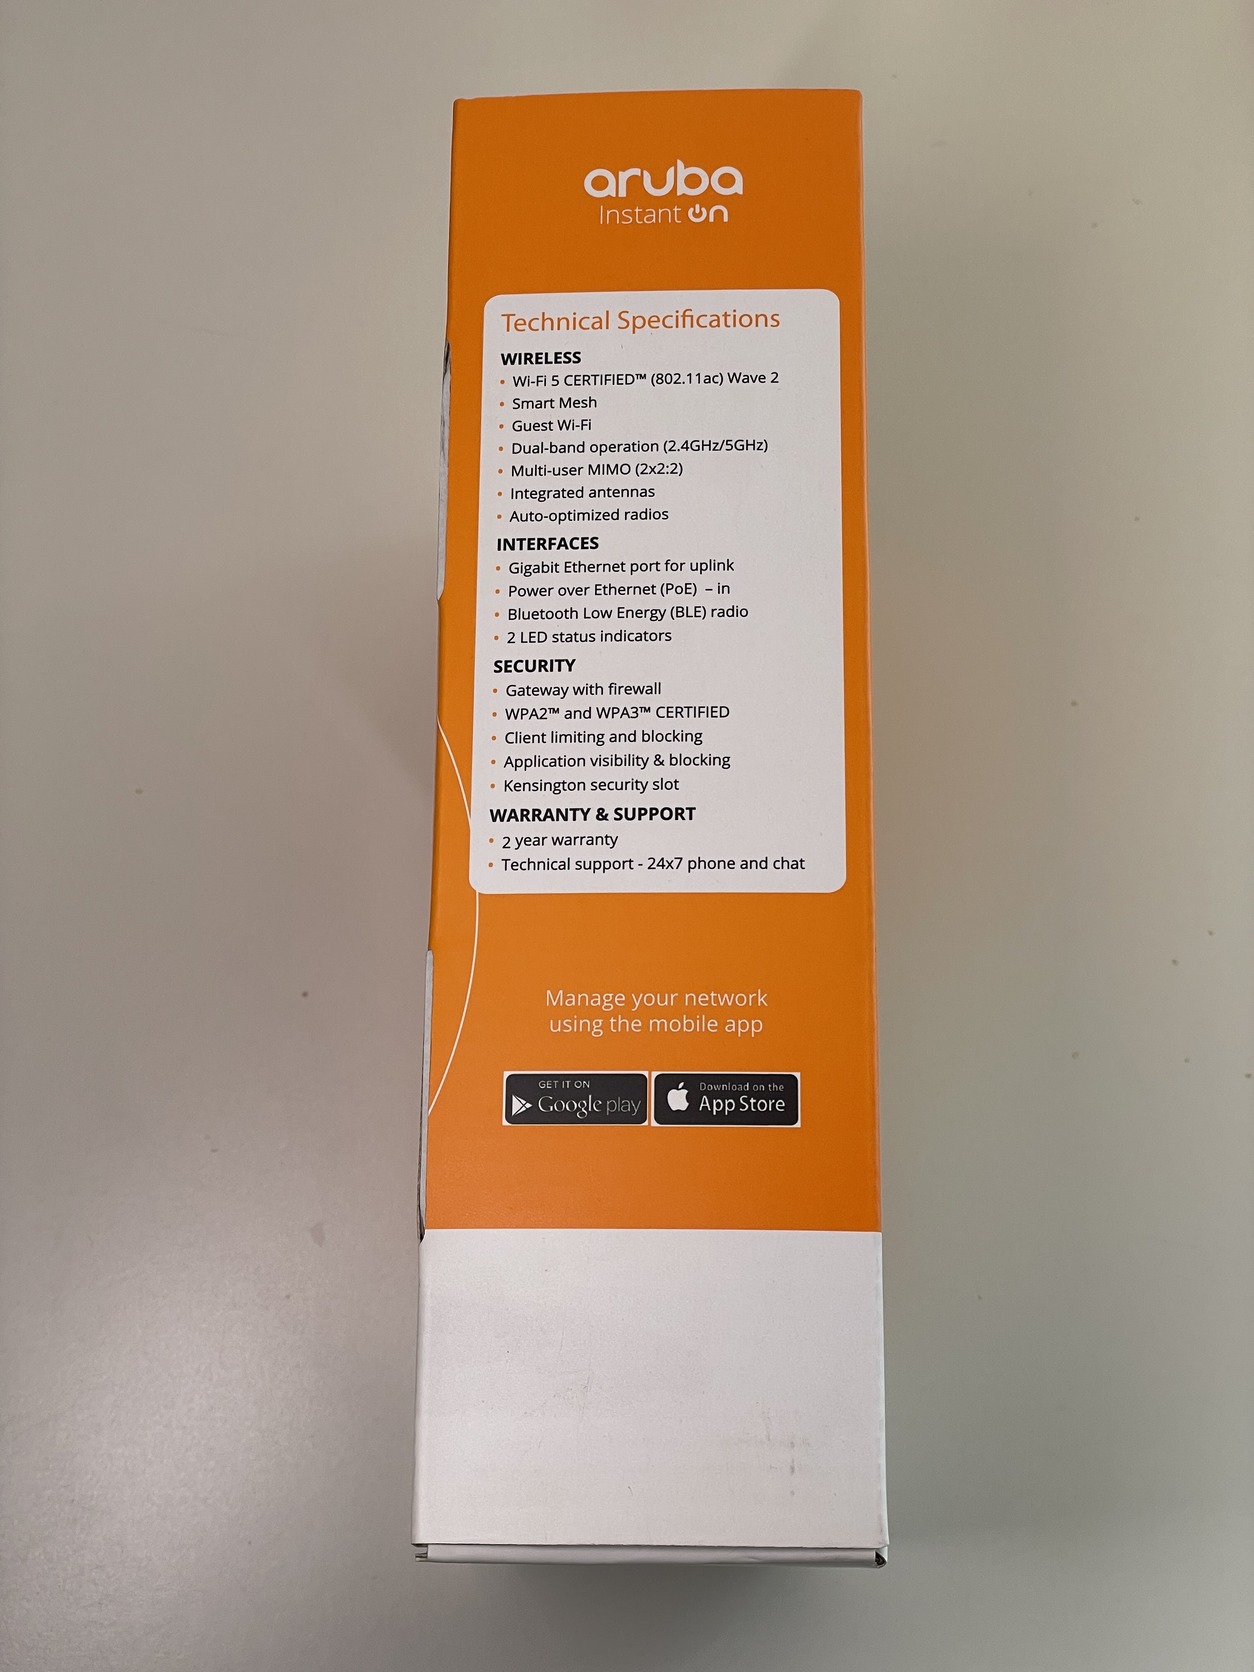 aruba
Instant On
Technical Specifications
WIRELESS
• Wi-Fi 5 CERTIFIED™ (802.11ac) Wave 2
• Smart Mesh
• Guest Wi-Fi
• Dual-band operation (2.4GHz/5GHz)
• Multi-user MIMO (2x2:2)
• Integrated antennas
• Auto-optimized radios
INTERFACES
• Gigabit Ethernet port for uplink
• Power over Ethernet (PoE) – in
• Bluetooth Low Energy (BLE) radio
• 2 LED status indicators
SECURITY
• Gateway with firewall
• WPA2™ and WPA3™ CERTIFIED
• Client limiting and blocking
• Application visibility & blocking
• Kensington security slot
WARRANTY & SUPPORT
• 2 year warranty
• Technical support - 24x7 phone and chat
Manage your network
using the mobile app
GET IT ON
Google play
Download on the
App Store